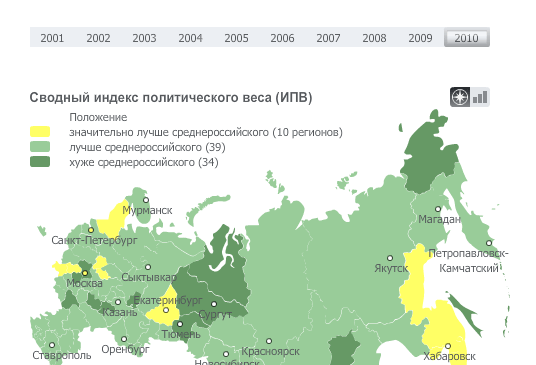 2001 2002 2003 2004 2005 2006 2007 2008 2009 2010
Сводный индекс политического веса (ИПВ)
Положение
значительно лучше среднероссийского (10 регионов)
лучше среднероссийского (39)
хуже среднероссийского (34)
Мурманск
Магадан
Санкт-Петербург
Петропавловск-
Камчатский
Якутск
Сыктывкар
Москва
Екатеринбург
Казань
Сургут
Тюмень
Оренбург
Красноярск
Ставрополь
Хабаровск
Новосибирск